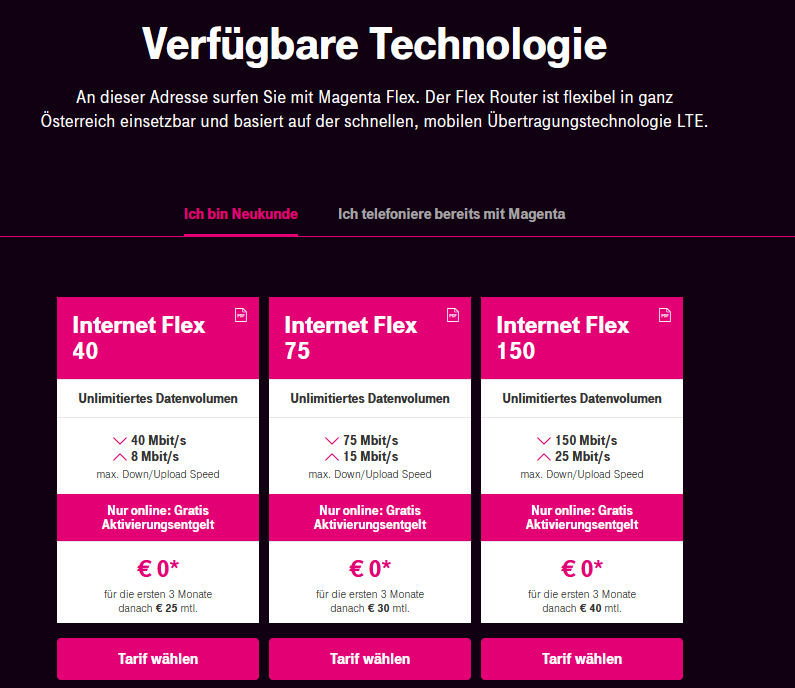 Verfügbare Technologie
An dieser Adresse surfen Sie mit Magenta Flex. Der Flex Router ist flexibel in ganz
Österreich einsetzbar und basiert auf der schnellen, mobilen Übertragungstechnologie LTE.
Ich bin Neukunde
Ich telefoniere bereits mit Magenta
Internet Flex
40
PDF
Unlimitiertes Datenvolumen
40 Mbit/s
8 Mbit/s
max. Down/Upload Speed
Nur online: Gratis
Aktivierungsentgelt
€ 0*
für die ersten 3 Monate
danach € 25 mtl.
Tarif wählen
Internet Flex
75
PDF
Unlimitiertes Datenvolumen
75 Mbit/s
15 Mbit/s
max. Down/Upload Speed
Nur online: Gratis
Aktivierungsentgelt
€ 0*
für die ersten 3 Monate
danach € 30 mtl.
Tarif wählen
Internet Flex
150
PDF
Unlimitiertes Datenvolumen
150 Mbit/s
25 Mbit/s
max. Down/Upload Speed
Nur online: Gratis
Aktivierungsentgelt
€ 0*
für die ersten 3 Monate
danach € 40 mtl.
Tarif wählen